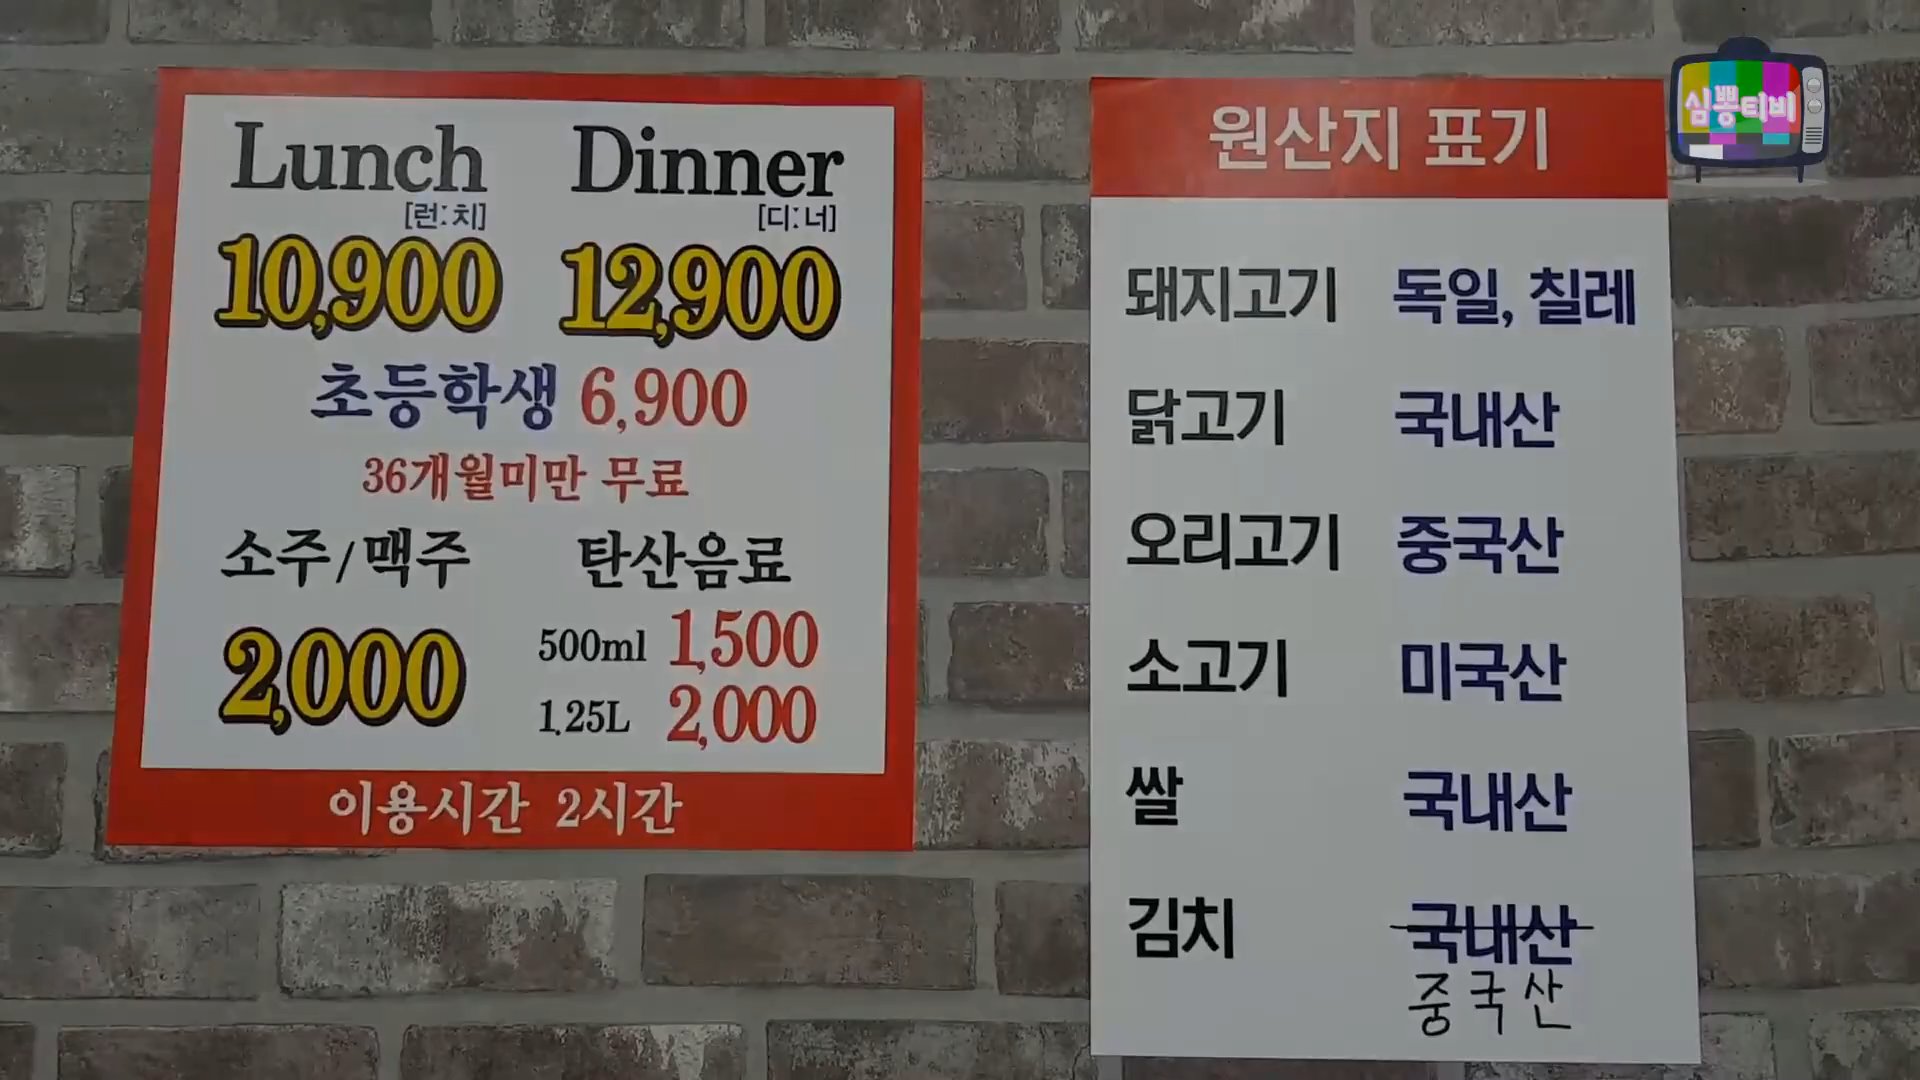 Lunch Dinner
[런:치] [디:너]
10,900 12,900
초등학생 6,900
36개월미만 무료
소주/맥주 탄산음료
2,000
500ml 1,500
1.25L 2,000
이용시간 2시간
원산지 표기
돼지고기 독일, 칠레
닭고기 국내산
오리고기 중국산
소고기 미국산
쌀 국내산
김치 국내산
중국산
심뽕티비